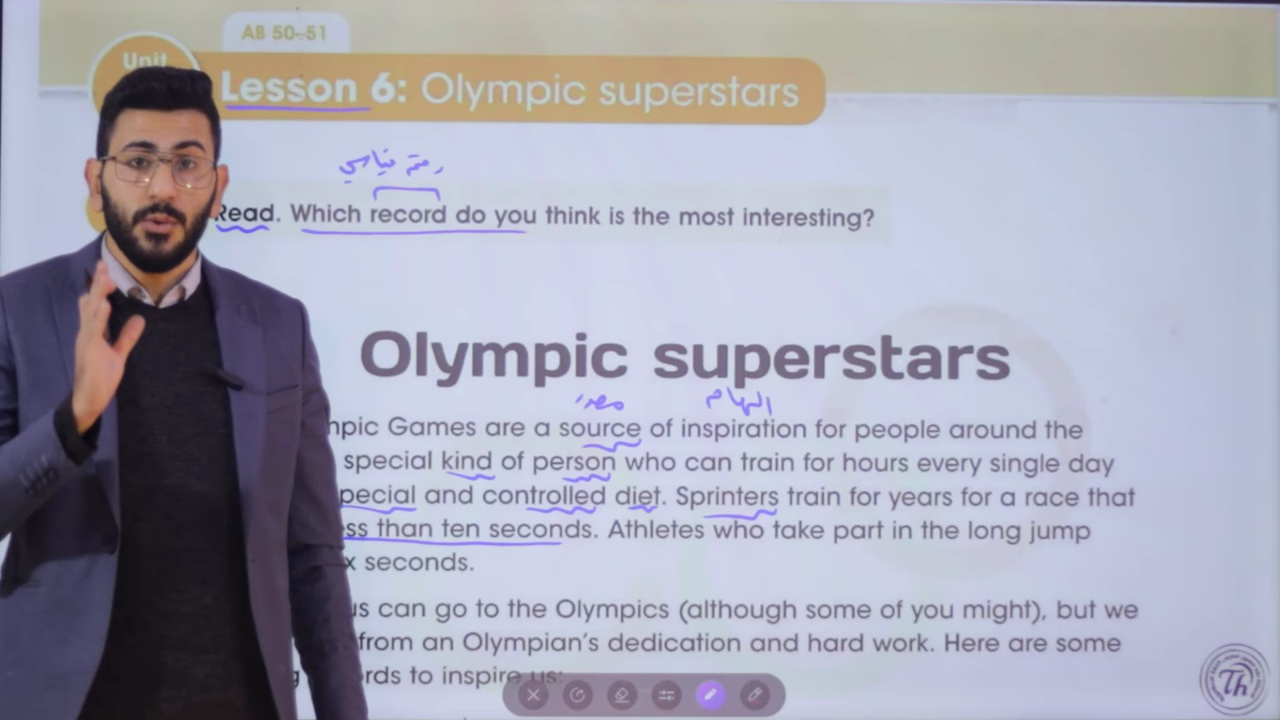 AB 50-51
Unit
Lesson 6: Olympic superstars
رقم قياسي
Read. Which record do you think is the most interesting?
Olympic superstars
مصدر الهام
mpic Games are a source of inspiration for people around the
special kind of person who can train for hours every single day
pecial and controlled diet. Sprinters train for years for a race that
ss than ten seconds. Athletes who take part in the long jump
x seconds.
us can go to the Olympics (although some of you might), but we
from an Olympian's dedication and hard work. Here are some
g rds to inspire us:
Th